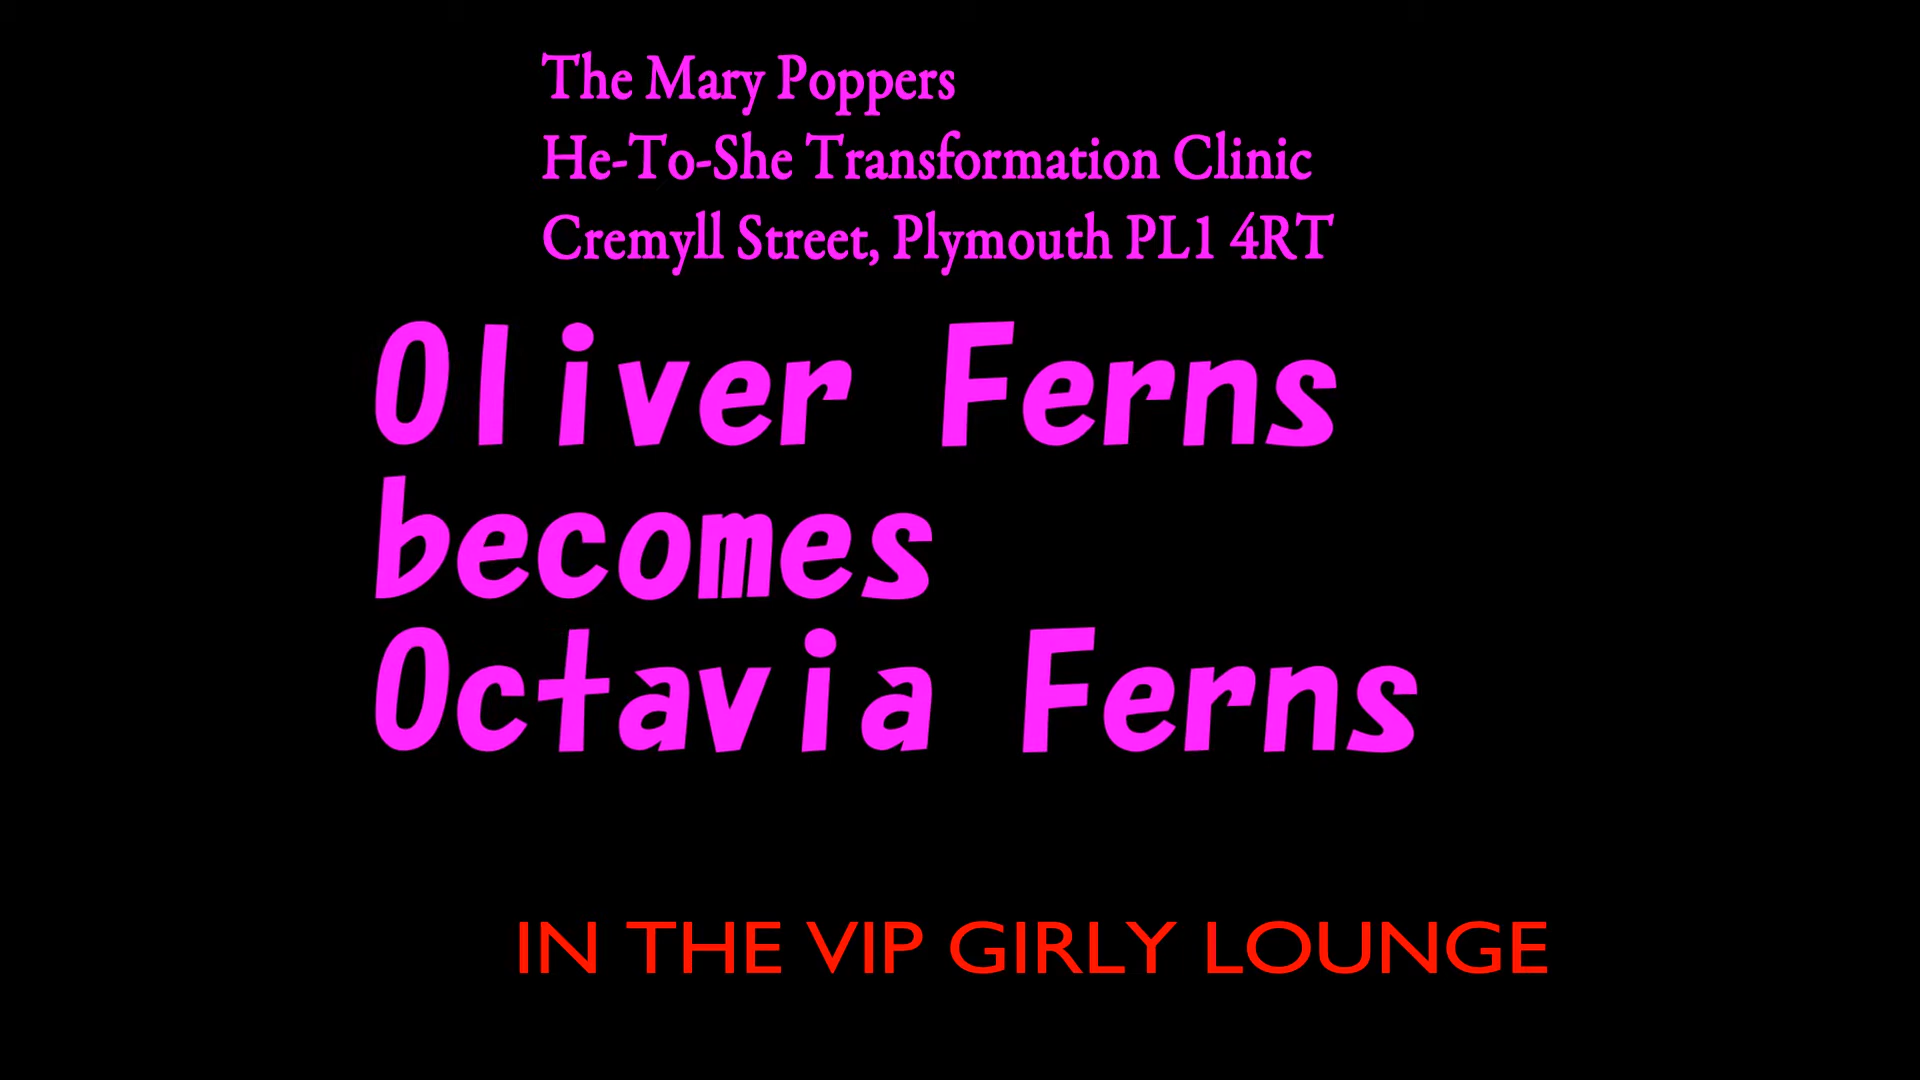 The Mary Poppers
He-To-She Transformation Clinic
Cremyll Street, Plymouth PL1 4RT
Oliver Ferns
becomes
Octavia Ferns
IN THE VIP GIRLY LOUNGE